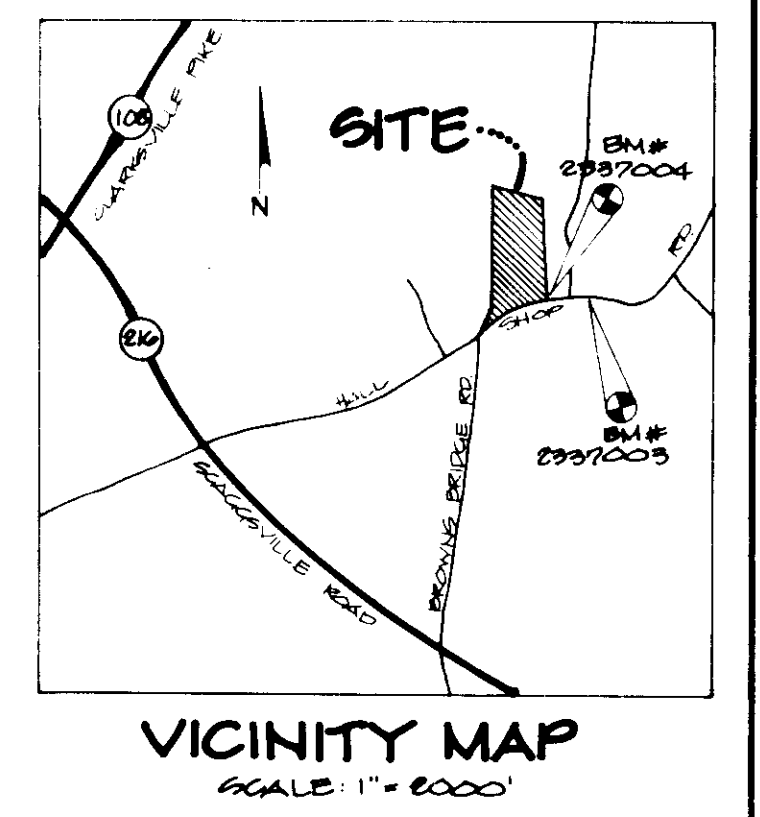 108
CLARKSVILLE PIKE
SITE
BM#
2337004
N
RD.
216
HALL SHOP
BM#
2337003
SCAGGSVILLE ROAD
BROWNS BRIDGE RD.
VICINITY MAP
SCALE: 1" = 2000'